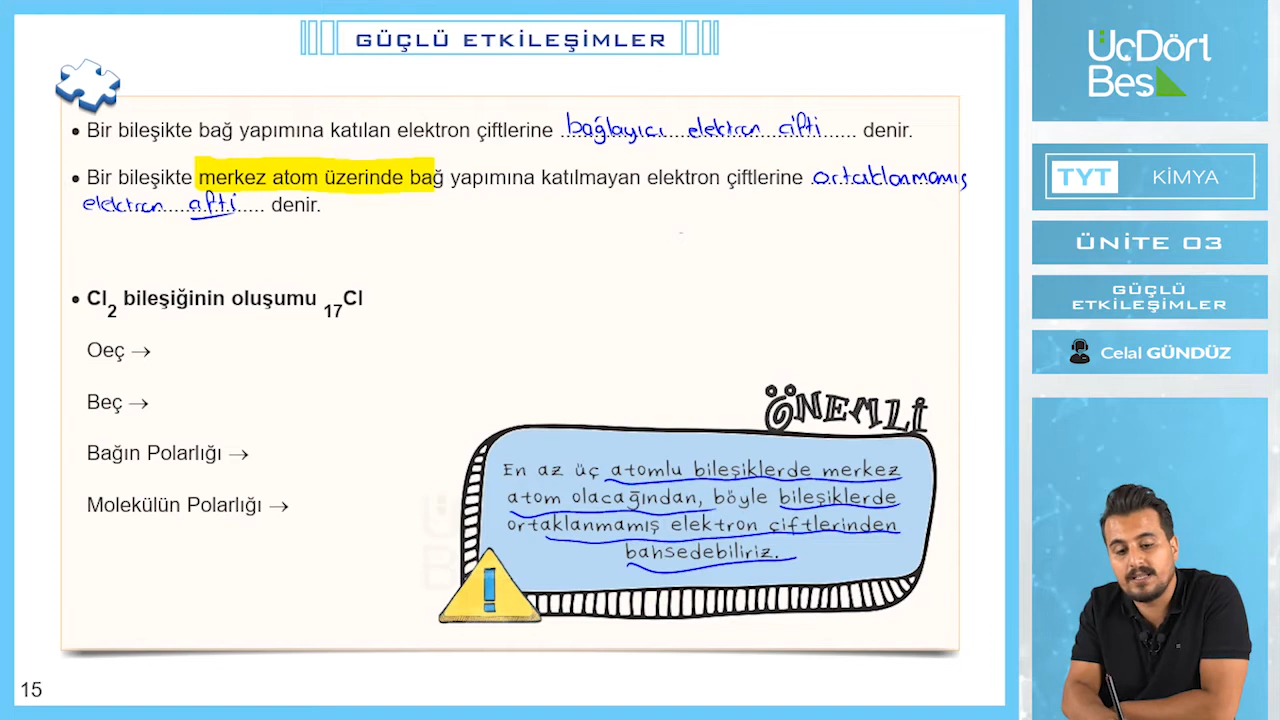 GÜÇLÜ ETKİLEŞİMLER
• Bir bileşikte bağ yapımına katılan elektron çiftlerine bağlayıcı elektron çifti denir.
• Bir bileşikte merkez atom üzerinde bağ yapımına katılmayan elektron çiftlerine ortaklanmamış
elektron çifti denir.
• Cl2 bileşiğinin oluşumu 17Cl
Oeç →
Beç →
Bağın Polarlığı →
Molekülün Polarlığı →
ÖNEMLİ
En az üç atomlu bileşiklerde merkez
atom olacağından, böyle bileşiklerde
ortaklanmamış elektron çiftlerinden
bahsedebiliriz.
15
ÜçDört
Beş
TYT KİMYA
ÜNİTE 03
GÜÇLÜ
ETKİLEŞİMLER
Celal GÜNDÜZ